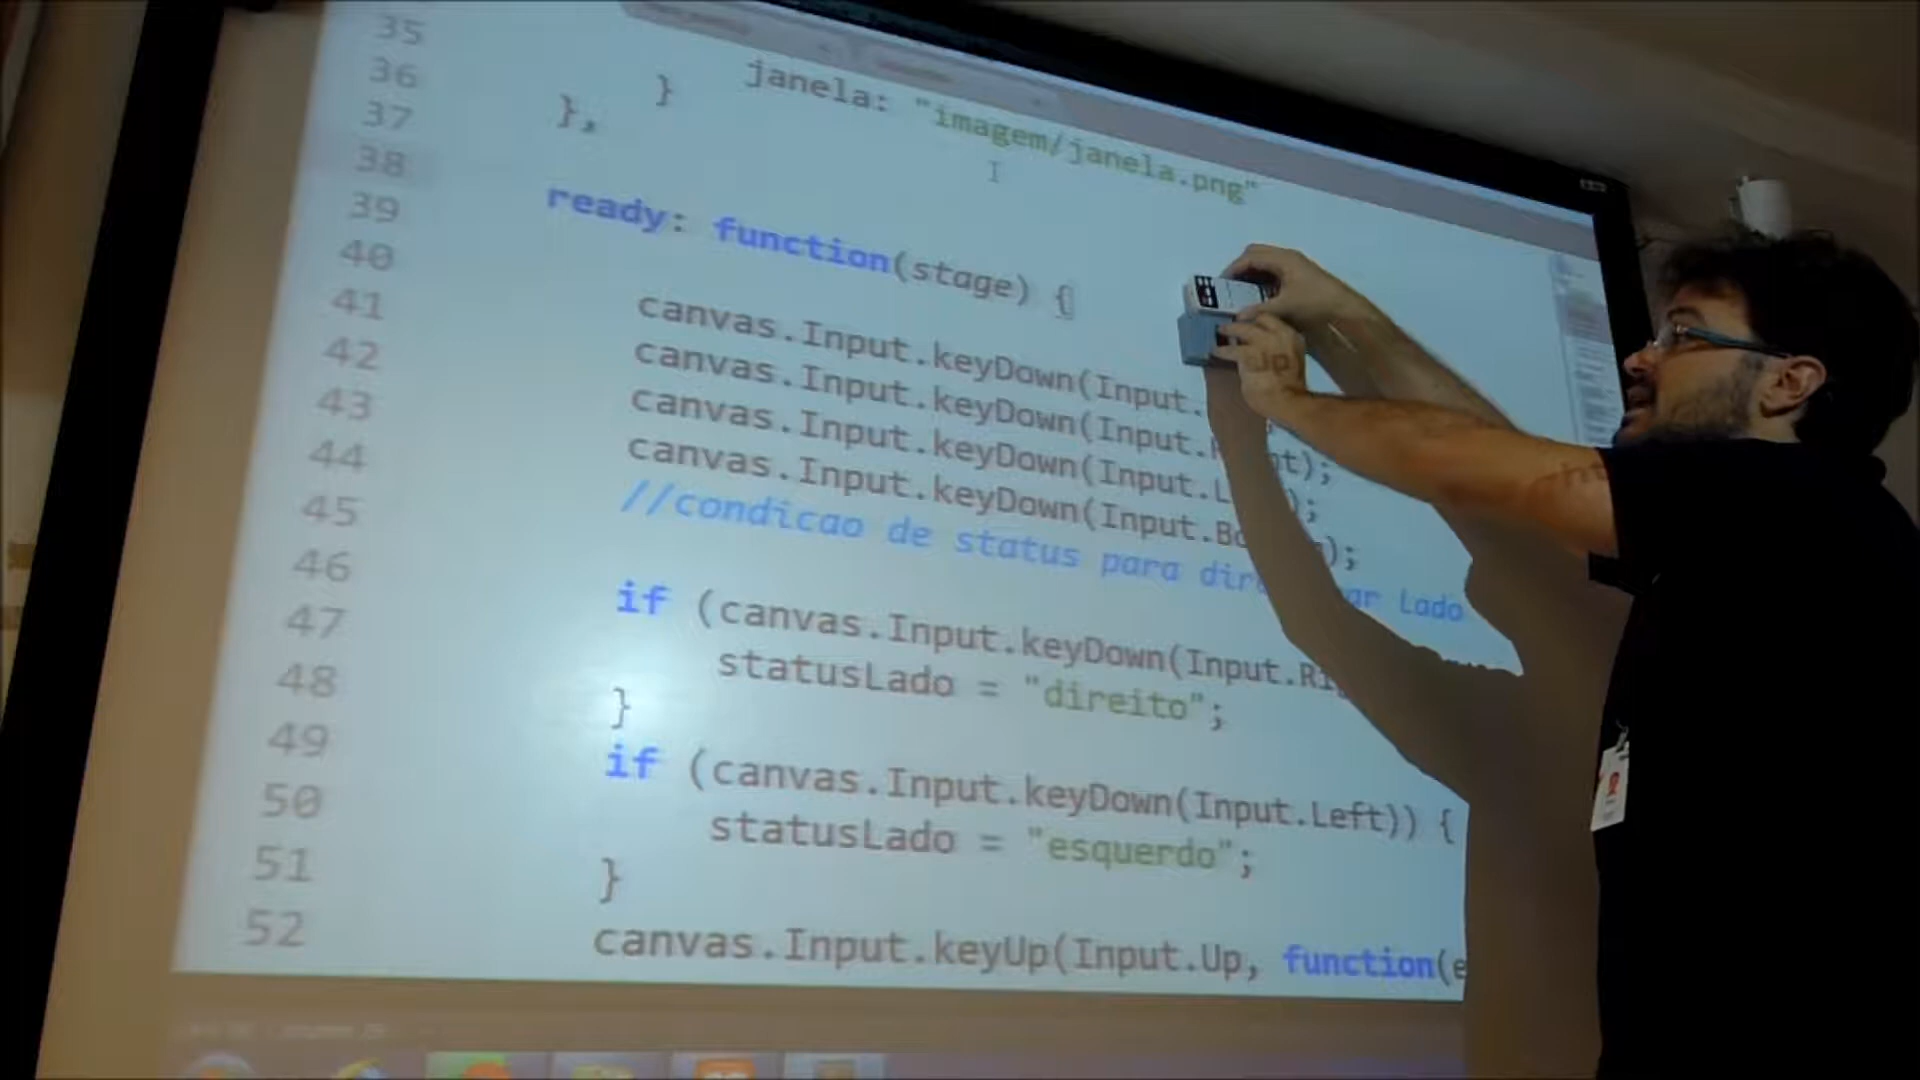 35
36 janela: "imagem/janela.png"
37 }
38 },
39
40 ready: function(stage) {
41 canvas.Input.keyDown(Input.
42 canvas.Input.keyDown(Input.
43 canvas.Input.keyDown(Input.
44 canvas.Input.keyDown(Input.
45 //condicao de status para lado
46 if (canvas.Input.keyDown(Input.
47 statusLado = "direito";
48 }
49 if (canvas.Input.keyDown(Input.Left)) {
50 statusLado = "esquerdo";
51 }
52 canvas.Input.keyUp(Input.Up, function(e